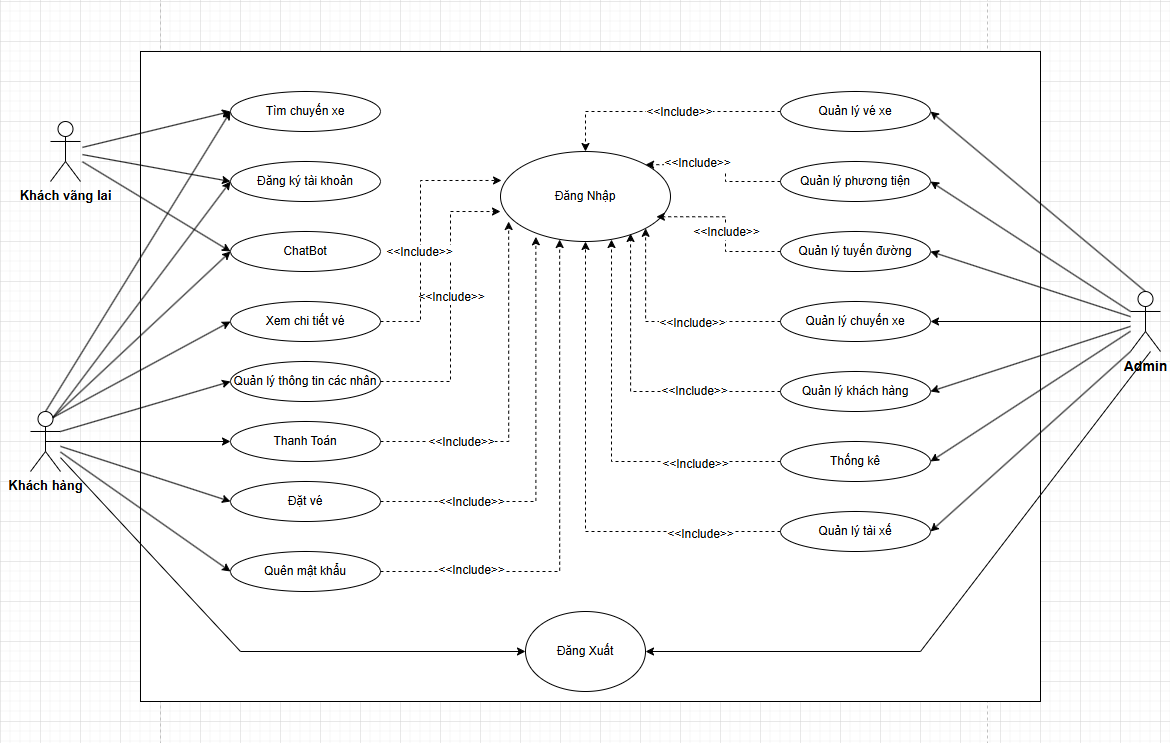 Tìm chuyến xe
Đăng ký tài khoản
ChatBot
Xem chi tiết vé
Quản lý thông tin các nhân
Thanh Toán
Đặt vé
Quên mật khẩu
Khách vãng lai
Khách hàng
<<Include>>
<<Include>>
<<Include>>
<<Include>>
<<Include>>
Đăng Nhập
Đăng Xuất
<<Include>>
<<Include>>
<<Include>>
<<Include>>
<<Include>>
<<Include>>
<<Include>>
Quản lý vé xe
Quản lý phương tiện
Quản lý tuyến đường
Quản lý chuyến xe
Quản lý khách hàng
Thống kê
Quản lý tài xế
Admin